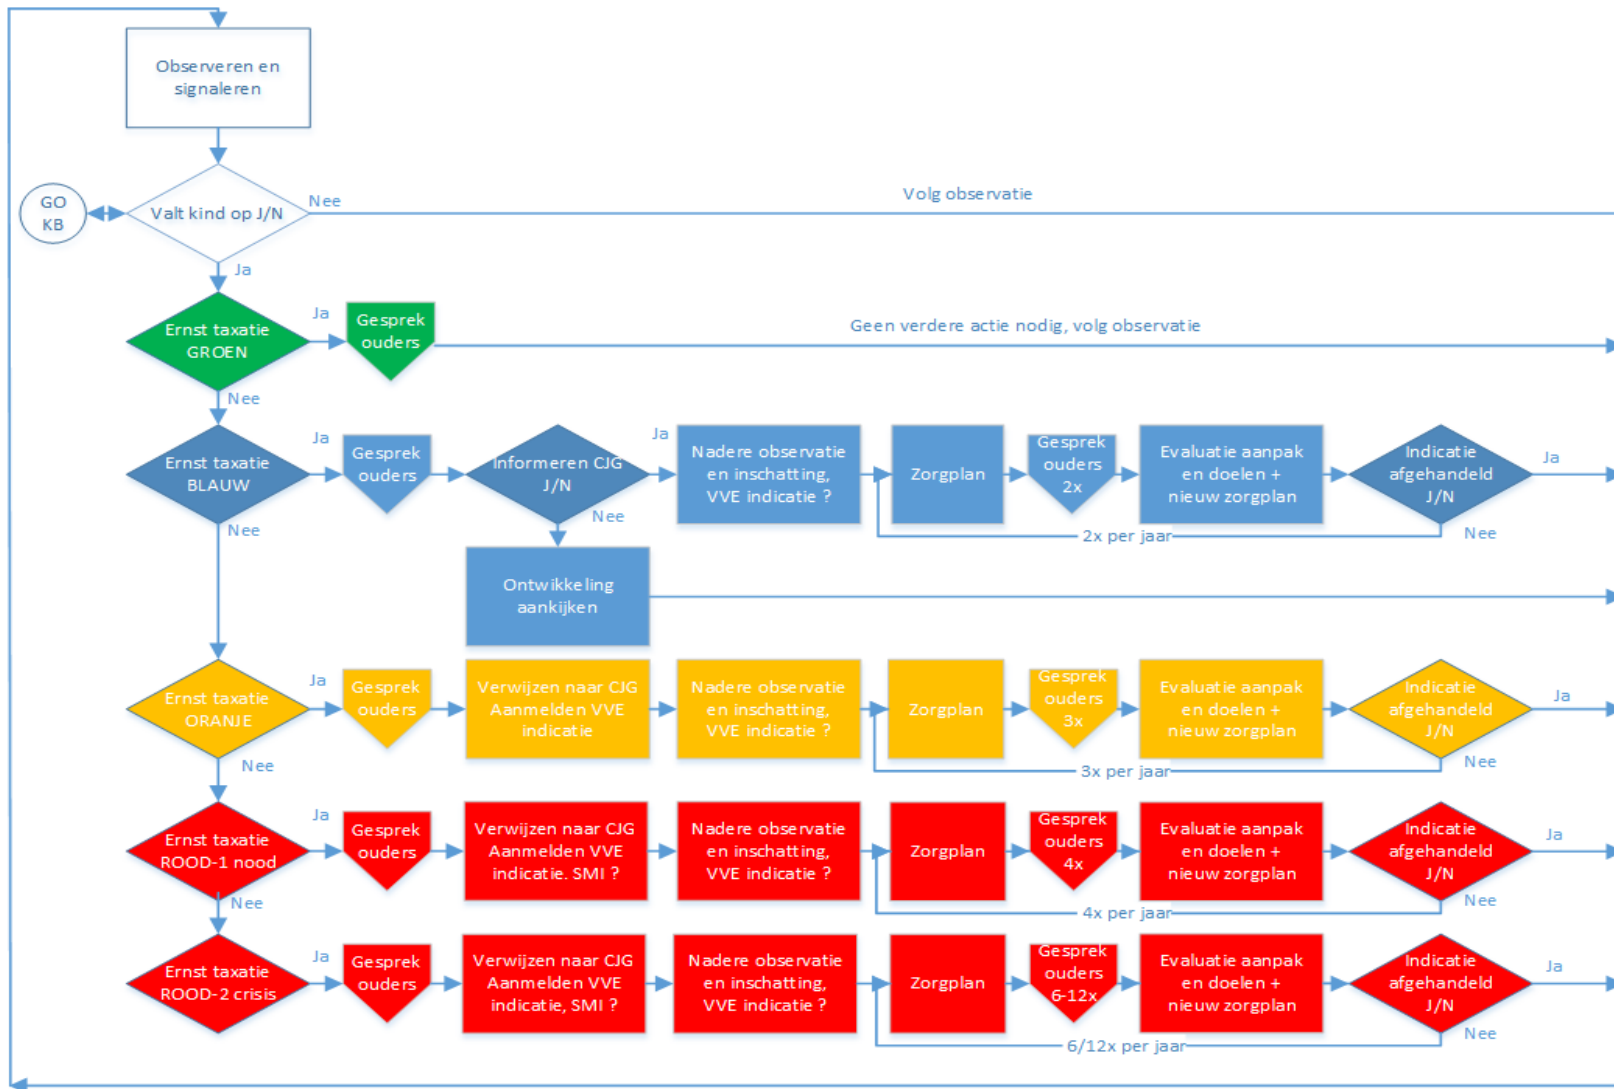 Observeren en
signaleren
GO
KB
Valt kind op J/N
Nee
Volg observatie
Ja
Ernst taxatie
GROEN
Ja
Gesprek
ouders
Geen verdere actie nodig, volg observatie
Nee
Ernst taxatie
BLAUW
Ja
Gesprek
ouders
Informeren CJG
J/N
Ja
Nadere observatie
en inschatting,
VVE indicatie ?
Zorgplan
Gesprek
ouders
2x
Evaluatie aanpak
en doelen +
nieuw zorgplan
Indicatie
afgehandeld
J/N
Ja
Nee
2x per jaar
Nee
Nee
Ontwikkeling
aankijken
Ernst taxatie
ORANJE
Ja
Gesprek
ouders
Verwijzen naar CJG
Aanmelden VVE
indicatie
Nadere observatie
en inschatting,
VVE indicatie ?
Zorgplan
Gesprek
ouders
3x
Evaluatie aanpak
en doelen +
nieuw zorgplan
Indicatie
afgehandeld
J/N
Ja
Nee
3x per jaar
Nee
Ernst taxatie
ROOD-1 nood
Ja
Gesprek
ouders
Verwijzen naar CJG
Aanmelden VVE
indicatie. SMI ?
Nadere observatie
en inschatting,
VVE indicatie ?
Zorgplan
Gesprek
ouders
4x
Evaluatie aanpak
en doelen +
nieuw zorgplan
Indicatie
afgehandeld
J/N
Ja
Nee
4x per jaar
Nee
Ernst taxatie
ROOD-2 crisis
Ja
Gesprek
ouders
Verwijzen naar CJG
Aanmelden VVE
indicatie, SMI ?
Nadere observatie
en inschatting,
VVE indicatie ?
Zorgplan
Gesprek
ouders
6-12x
Evaluatie aanpak
en doelen +
nieuw zorgplan
Indicatie
afgehandeld
J/N
Ja
Nee
6/12x per jaar